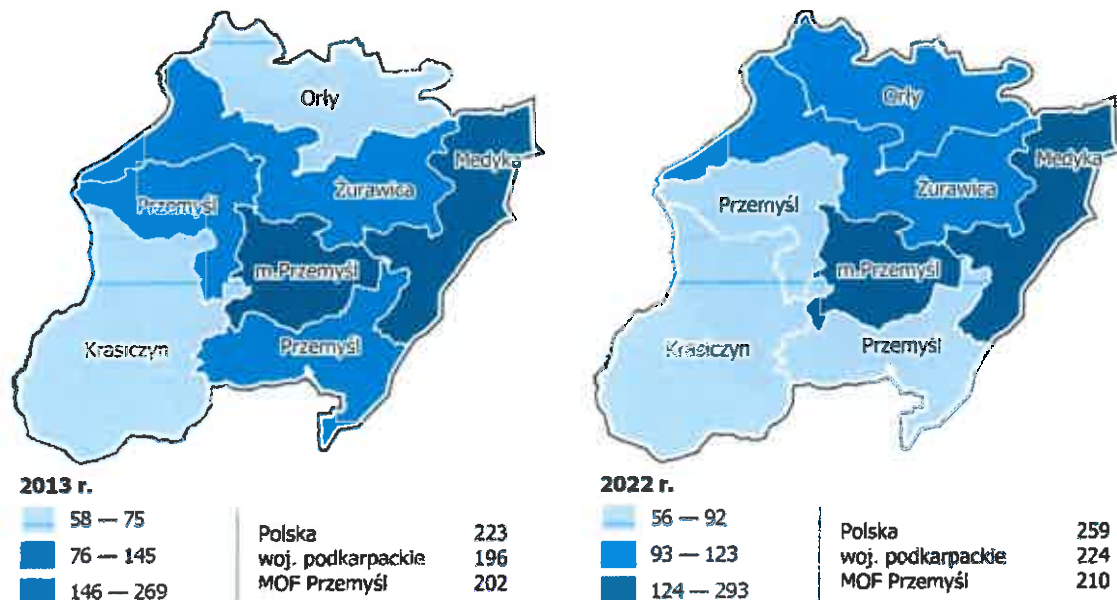 Orły
Medyk
Żurawica
Przemyśl
m.Przemyśl
Krasiczyn
Przemyśl
2013 r.
58 — 75
76 — 145
146 — 269
Polska 223
woj. podkarpackie 196
MOF Przemyśl 202
Orły
Medyka
Żurawica
Przemyśl
m.Przemyśl
Krasiczyn
Przemyśl
2022 r.
56 — 92
93 — 123
124 — 293
Polska 259
woj. podkarpackie 224
MOF Przemyśl 210